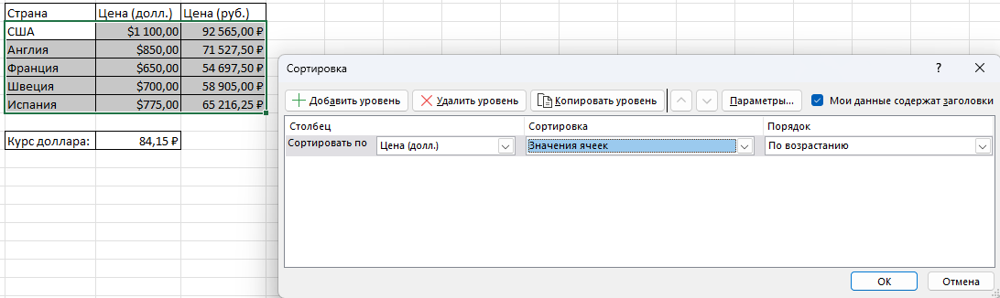 Страна Цена (долл.) Цена (руб.)
США $1 100,00 92 565,00 ₽
Англия $850,00 71 527,50 ₽
Франция $650,00 54 697,50 ₽
Швеция $700,00 58 905,00 ₽
Испания $775,00 65 216,25 ₽
Курс доллара: 84,15 ₽
Сортировка
Добавить уровень Удалить уровень Копировать уровень Параметры... Мои данные содержат заголовки
Столбец Сортировка Порядок
Сортировать по Цена (долл.) Значения ячеек По возрастанию
ОК Отмена